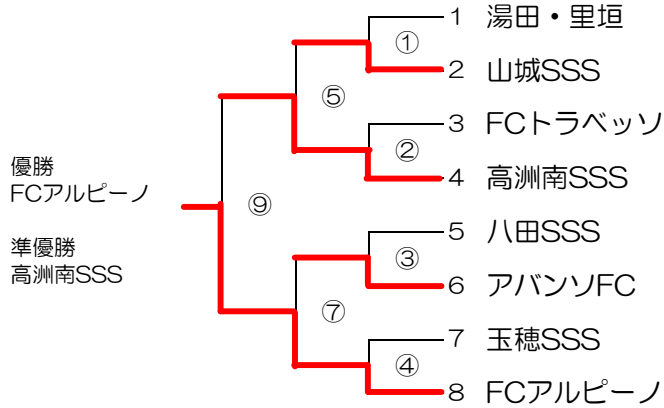 1 湯田・里垣
①
2 山城SSS
⑤
3 FCトラベッソ
②
4 高洲南SSS
優勝
FCアルピーノ
⑨
準優勝
高洲南SSS
5 八田SSS
③
6 アバンソFC
⑦
7 玉穂SSS
④
8 FCアルピーノ